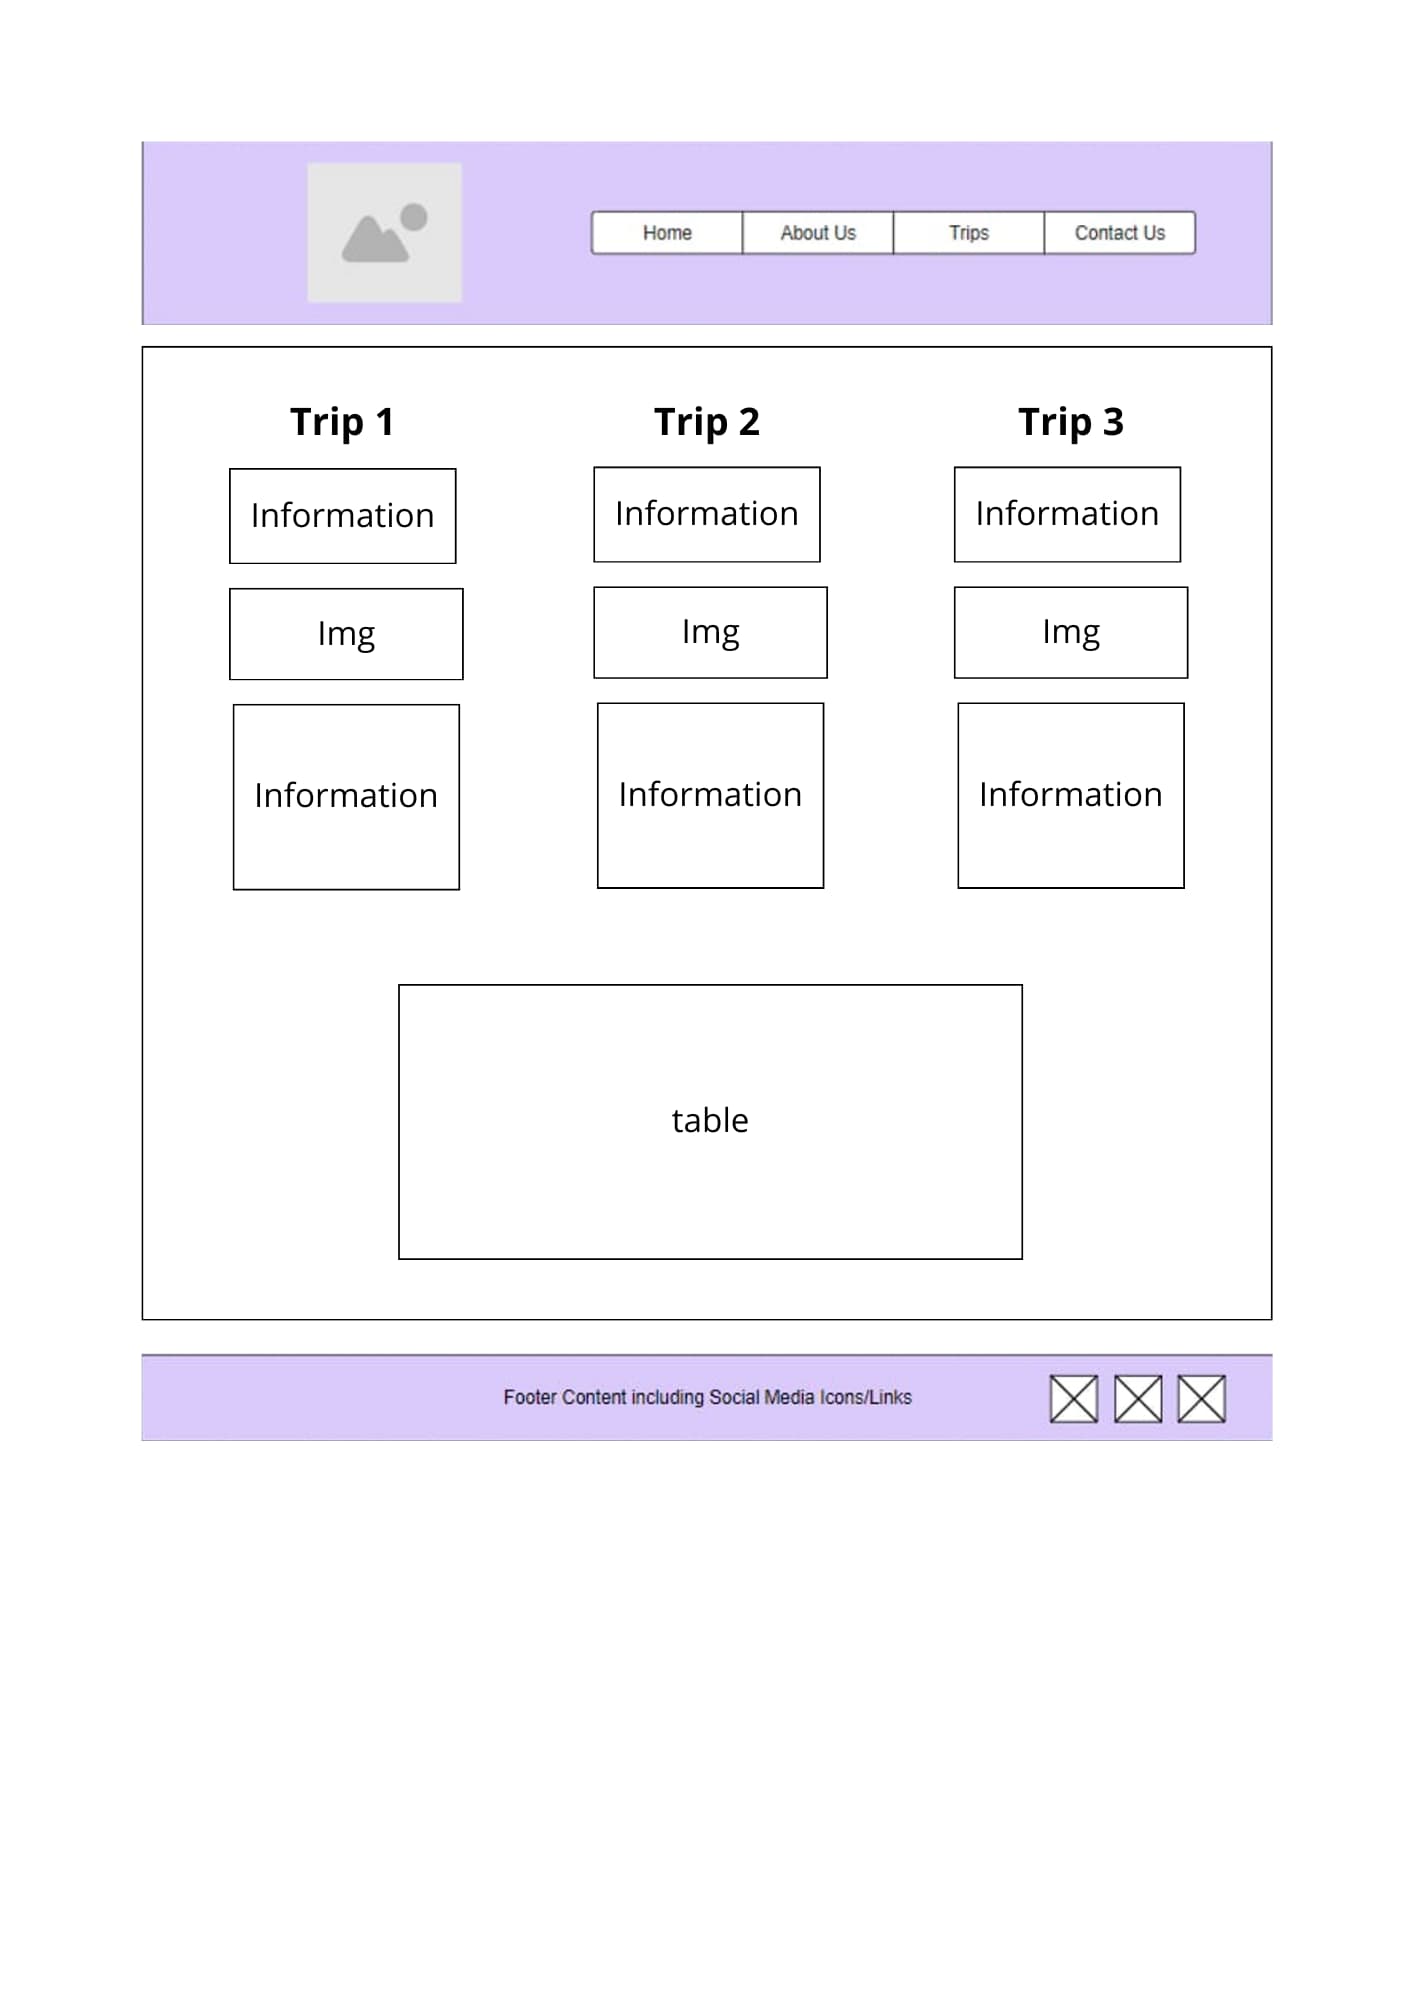 Home
About Us
Trips
Contact Us
Trip 1
Trip 2
Trip 3
Information
Information
Information
Img
Img
Img
Information
Information
Information
table
Footer Content including Social Media Icons/Links